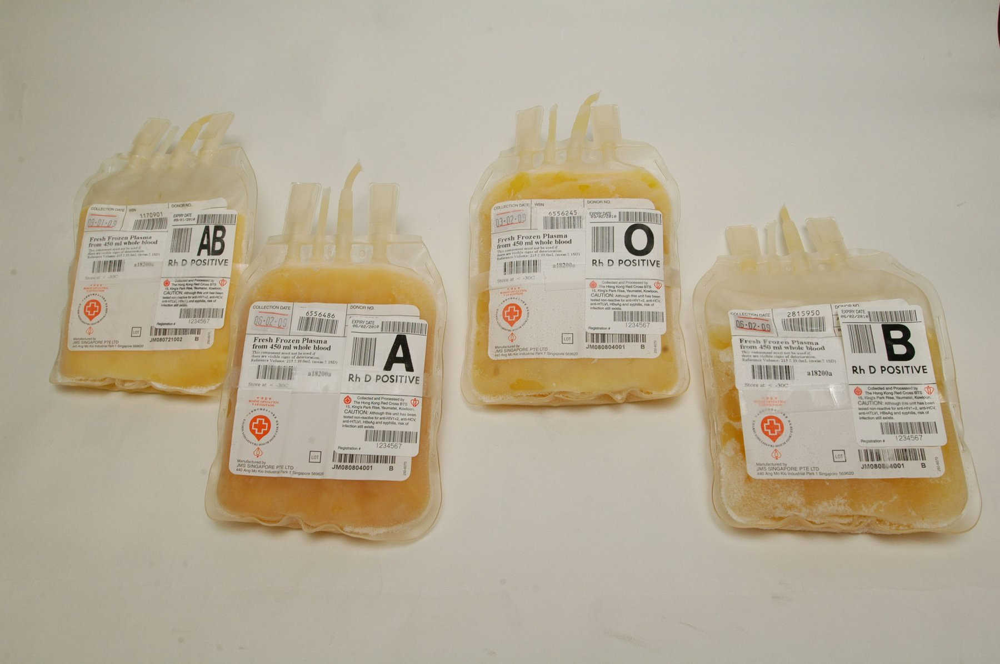 COLLECTION DATE
WBN
DONOR NO.
09-01-09
1170901
EXPIRY DATE
09/01/2010
AB
Fresh Frozen Plasma
from 450 ml whole blood
This component must not be used if
there are visible signs of deterioration.
Reference Volume: 215 ± 39.0mL (mean ± 1SD)
Rh D POSITIVE
a18200a
Store at < -30C
Collected and Processed by
The Hong Kong Red Cross BTS
15, King's Park Rise, Yaumatei, Kowloon.
CAUTION: Although this unit has been
tested non-reactive for anti-HIV1+2, anti-HCV,
anti-HTLVI, HBsAg and syphilis, risk of
infection still exists.
1234567
Registration #
LOT
JM080721002 B
Manufactured by
JMS SINGAPORE PTE LTD
440 Ang Mo Kio Industrial Park 1 Singapore 569620
250-6070
COLLECTION DATE
DONOR NO.
06-02-09
6556486
EXPIRY DATE
06/02/2010
A
Fresh Frozen Plasma
from 450 ml whole blood
This component must not be used if
there are visible signs of deterioration.
Reference Volume: 215 ± 39.0mL (mean ± 1SD)
Rh D POSITIVE
a18200a
Store at < -30C
DONATED BY A
VOLUNTARY DONOR
H.K RED CROSS BLOOD TRANSFUSION SERVICE
Collected and Processed by
The Hong Kong Red Cross BTS
15, King's Park Rise, Yaumatei, Kowloon.
CAUTION: Although this unit has been
tested non-reactive for anti-HIV1+2, anti-HCV,
anti-HTLVI, HBsAg and syphilis, risk of
infection still exists.
1234567
Registration #
LOT
JM080804001 B
Manufactured by
JMS SINGAPORE PTE LTD
440 Ang Mo Kio Industrial Park 1 Singapore 569620
250-6070
COLLECTION DATE
WBN
DONOR NO.
03-02-09
6556245
EXPIRY DATE
03/02/2010
O
Fresh Frozen Plasma
from 450 ml whole blood
This component must not be used if
there are visible signs of deterioration.
Reference Volume: 215 ± 39.0mL (mean ± 1SD)
Rh D POSITIVE
a18200a
Store at < -30C
Collected and Processed by
The Hong Kong Red Cross BTS
15, King's Park Rise, Yaumatei, Kowloon.
CAUTION: Although this unit has been
tested non-reactive for anti-HIV1+2, anti-HCV,
anti-HTLVI, HBsAg and syphilis, risk of
infection still exists.
1234567
Registration #
LOT
JM080804001 B
Manufactured by
JMS SINGAPORE PTE LTD
440 Ang Mo Kio Industrial Park 1 Singapore 569620
250-6070
COLLECTION DATE
DONOR NO.
06-02-09
2815950
EXPIRY DATE
06/02/2010
B
Fresh Frozen Plasma
from 450 ml whole blood
This component must not be used if
there are visible signs of deterioration.
Reference Volume: 215 ± 39.0mL (mean ± 1SD)
Rh D POSITIVE
a18200a
Store at < -30C
Collected and Processed by
The Hong Kong Red Cross BTS
15, King's Park Rise, Yaumatei, Kowloon.
CAUTION: Although this unit has been
tested non-reactive for anti-HIV1+2, anti-HCV,
anti-HTLVI, HBsAg and syphilis, risk of
infection still exists.
1234567
Registration #
LOT
JM080804001 B
Manufactured by
JMS SINGAPORE PTE LTD
440 Ang Mo Kio Industrial Park 1 Singapore 569620
250-6070